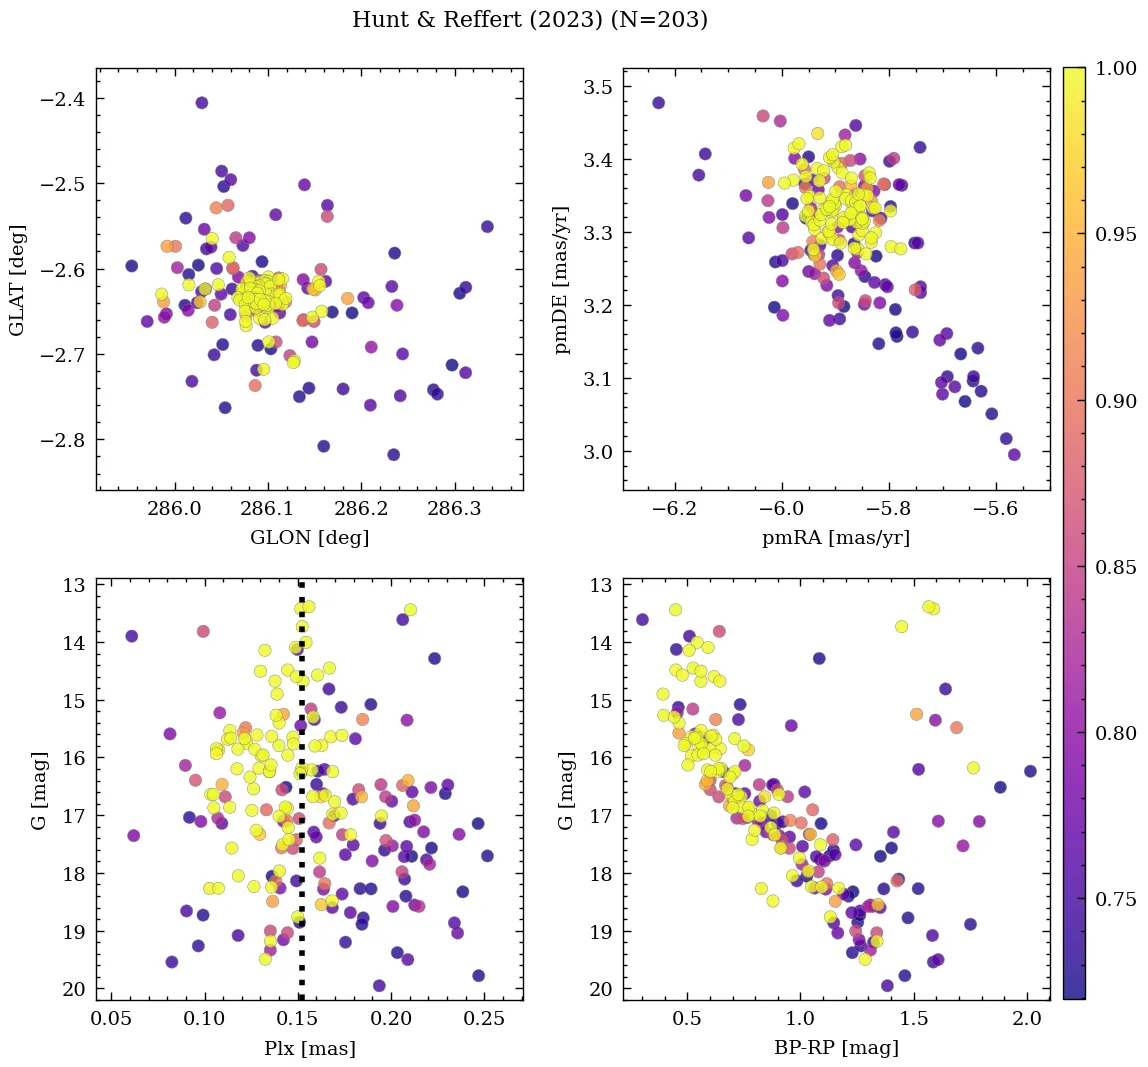 Hunt & Reffert (2023) (N=203)
−2.4
−2.5
−2.6
−2.7
−2.8
GLAT [deg]
286.0 286.1 286.2 286.3
GLON [deg]
3.5
3.4
3.3
3.2
3.1
3.0
pmDE [mas/yr]
−6.2 −6.0 −5.8 −5.6
pmRA [mas/yr]
13
14
15
16
17
18
19
20
G [mag]
0.05 0.10 0.15 0.20 0.25
Plx [mas]
13
14
15
16
17
18
19
20
G [mag]
0.5 1.0 1.5 2.0
BP-RP [mag]
1.00
0.95
0.90
0.85
0.80
0.75